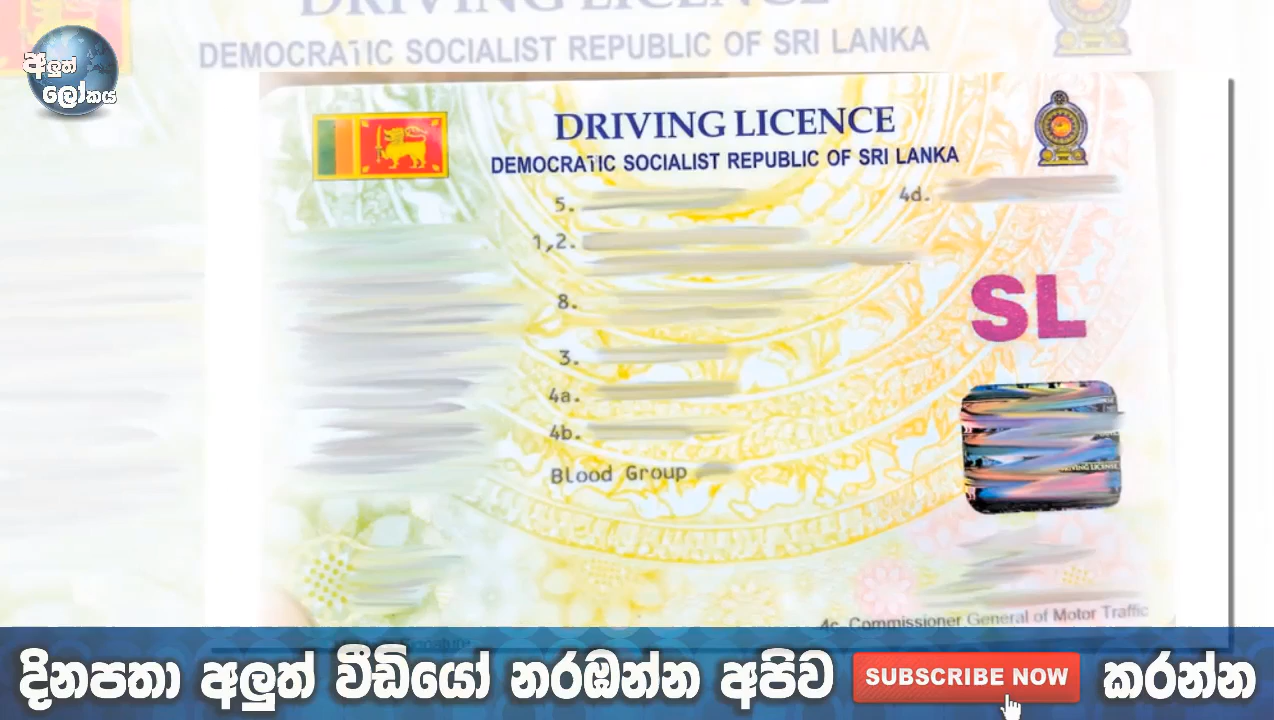 DRIVING LICENCE
DEMOCRATIC SOCIALIST REPUBLIC OF SRI LANKA
අලුත්
ලෝකය
DRIVING LICENCE
DEMOCRATIC SOCIALIST REPUBLIC OF SRI LANKA
5.
4d.
1,2.
8.
SL
3.
4a.
4b.
DRIVING LICENSE
Blood Group
4c. Commissioner General of Motor Traffic
දිනපතා අලුත් වීඩියෝ නරඹන්න අපිව SUBSCRIBE NOW කරන්න